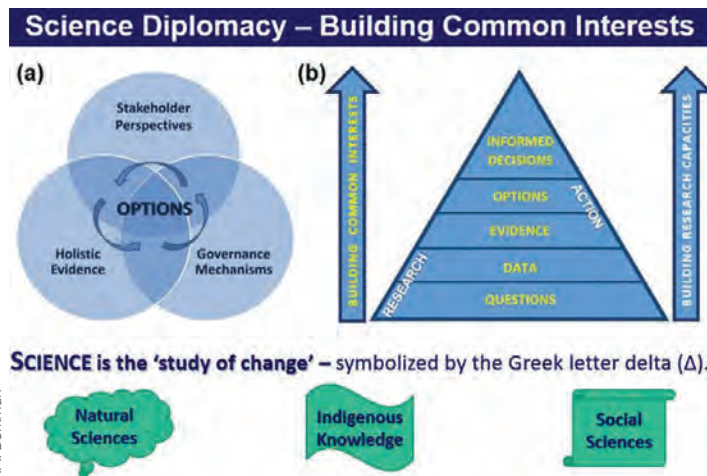 Science Diplomacy – Building Common Interests
(a)
Stakeholder
Perspectives
OPTIONS
Holistic
Evidence
Governance
Mechanisms
(b)
BUILDING COMMON INTERESTS
INFORMED
DECISIONS
OPTIONS
EVIDENCE
DATA
QUESTIONS
RESEARCH
ACTION
BUILDING RESEARCH CAPACITIES
SCIENCE is the ‘study of change’ – symbolized by the Greek letter delta (Δ).
Natural
Sciences
Indigenous
Knowledge
Social
Sciences